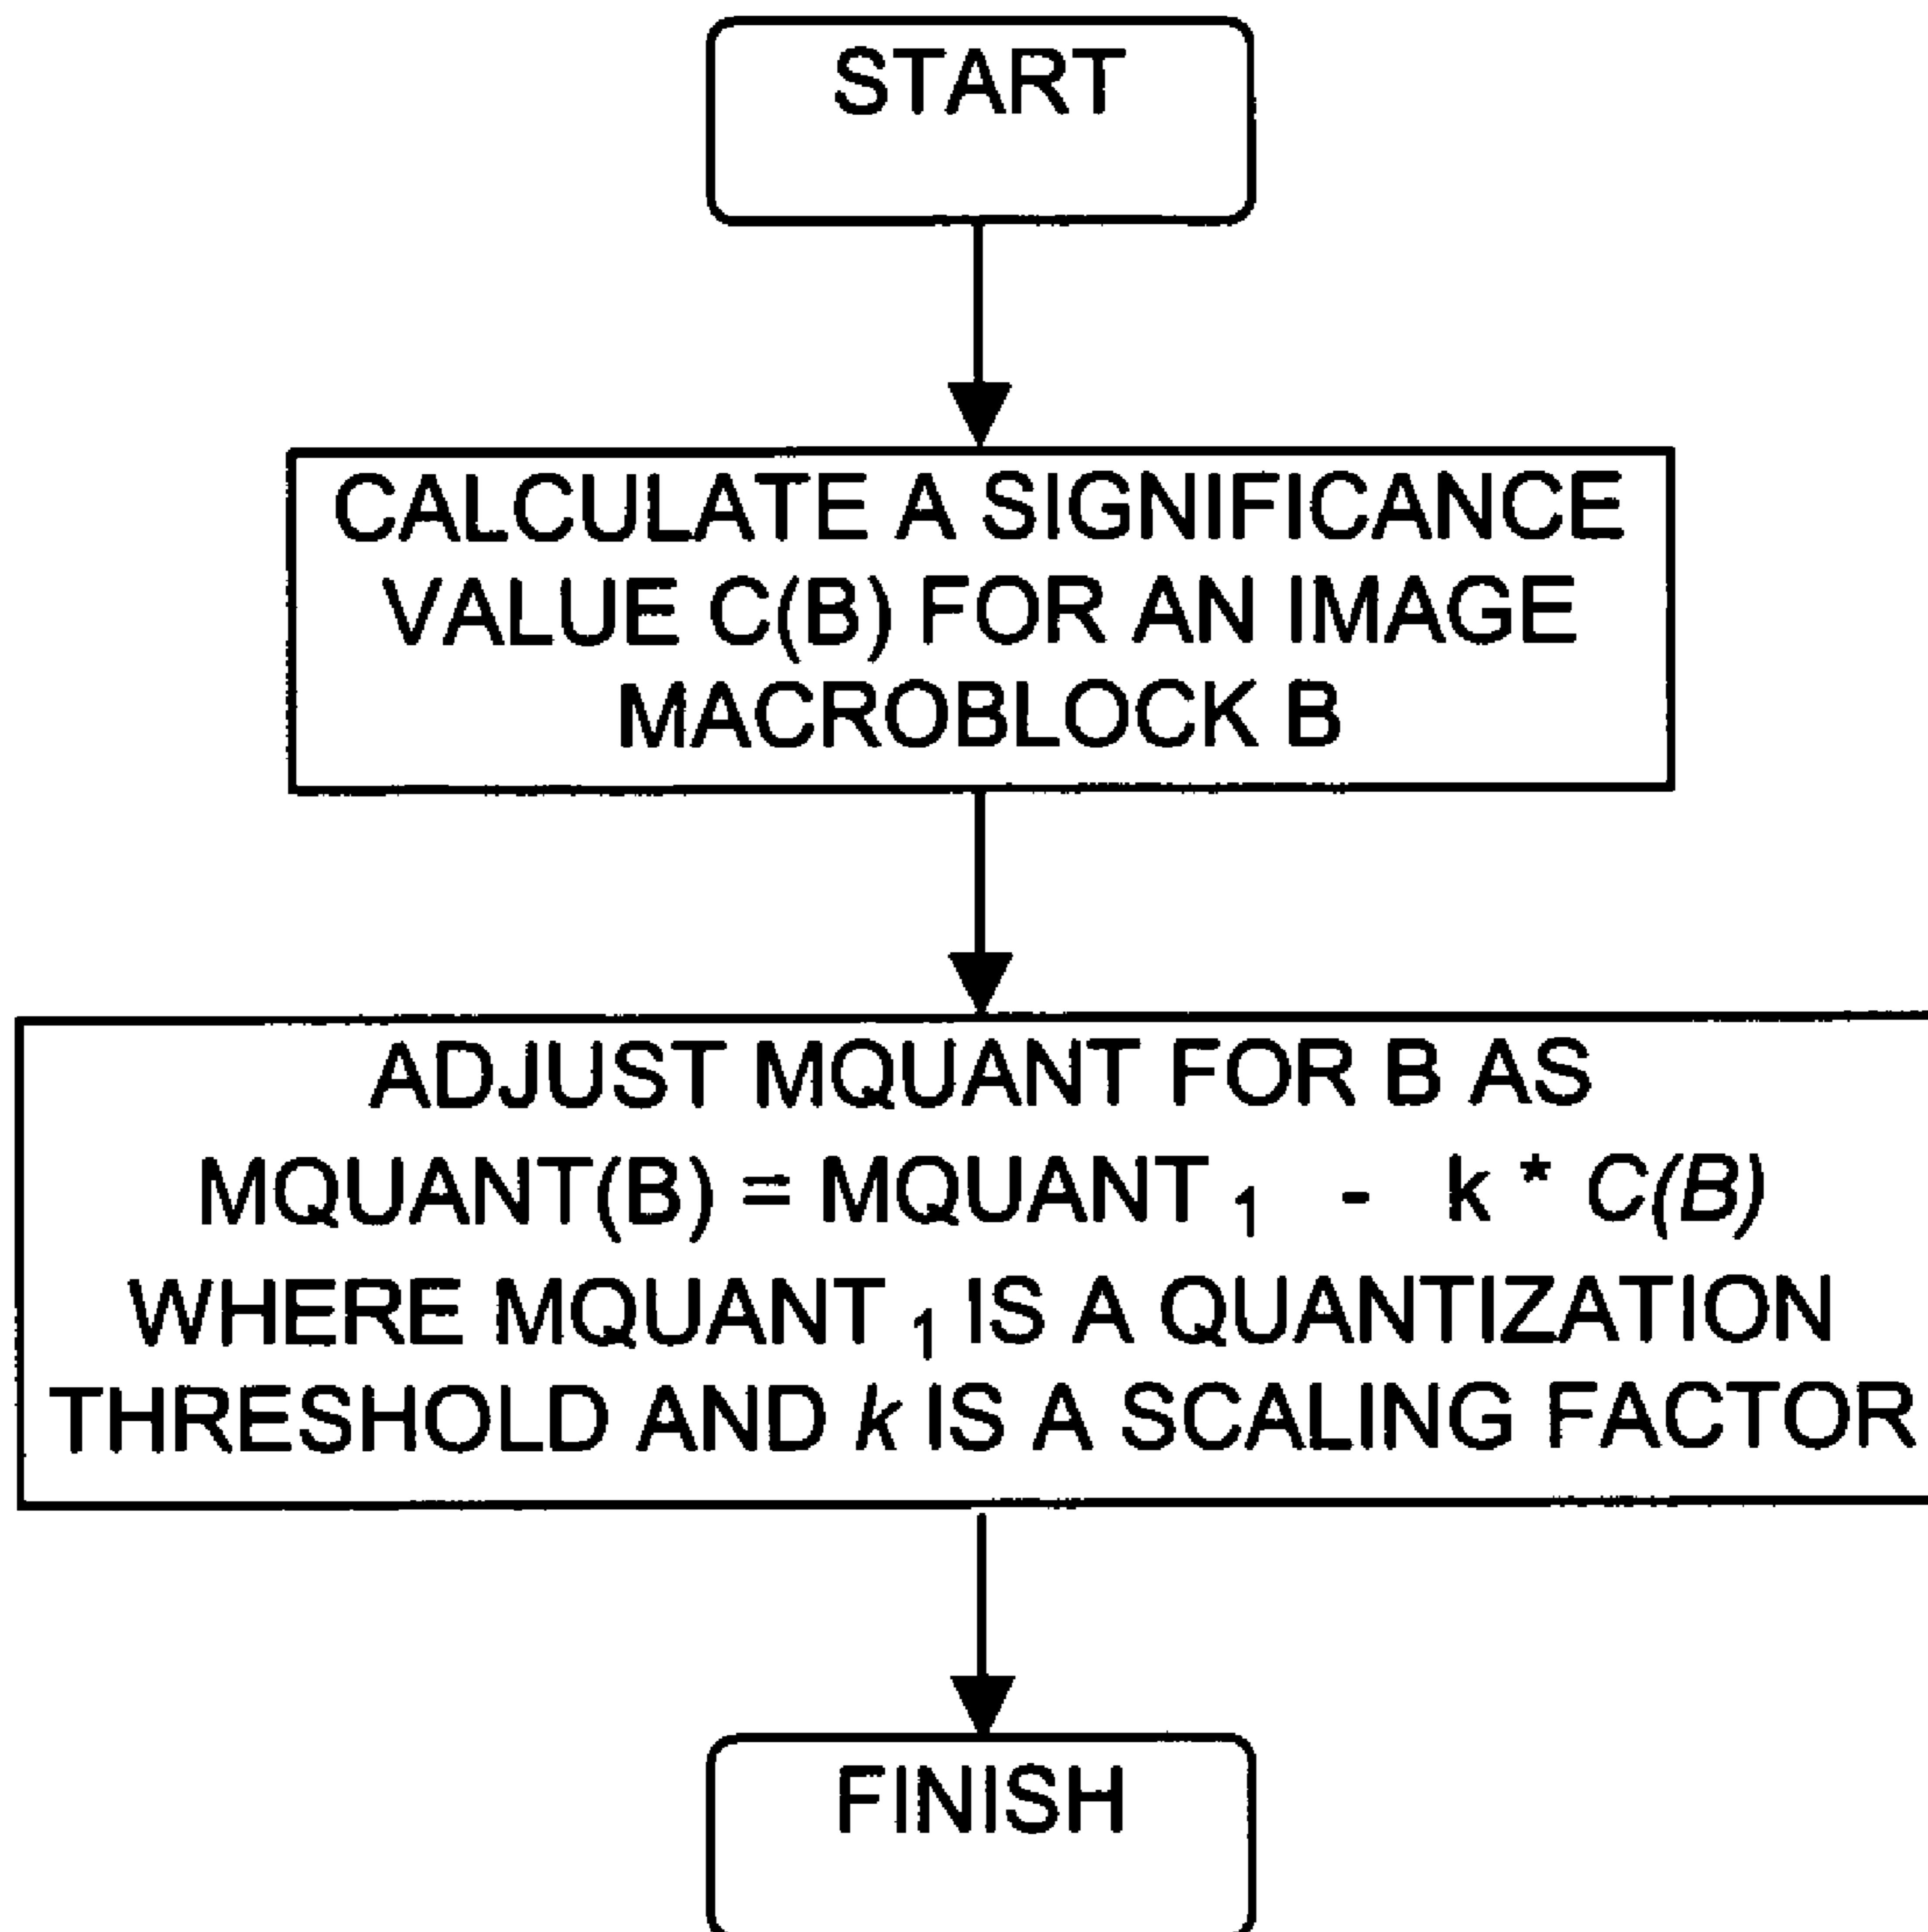 START
CALCULATE A SIGNIFICANCE
VALUE C(B) FOR AN IMAGE
MACROBLOCK B
ADJUST MQUANT FOR B AS
MQUANT(B) = MQUANT 1 - k * C(B)
WHERE MQUANT 1 IS A QUANTIZATION
THRESHOLD AND k IS A SCALING FACTOR
FINISH